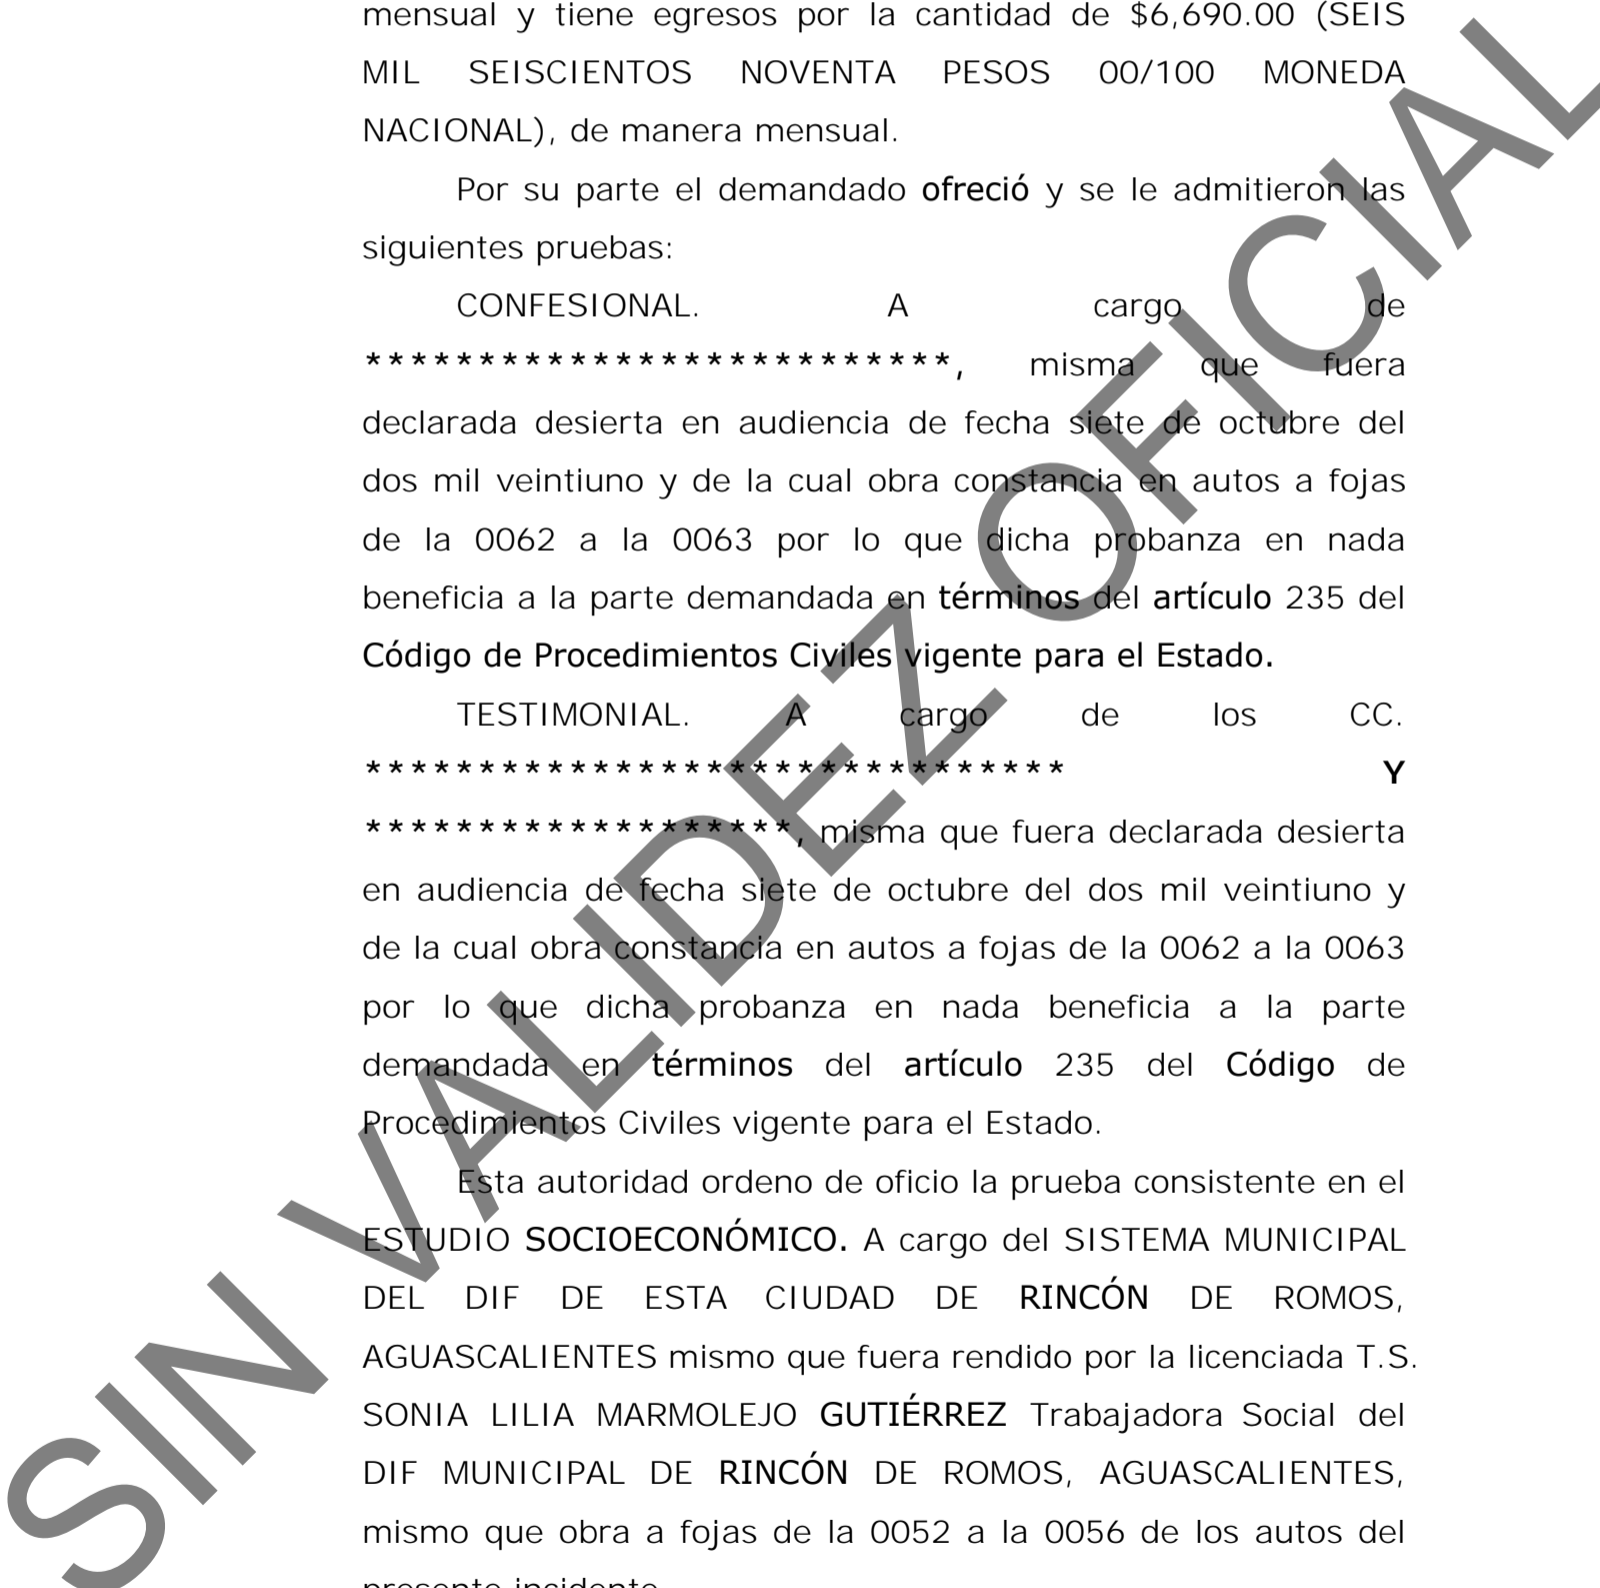 mensual y tiene egresos por la cantidad de $6,690.00 (SEIS
MIL SEISCIENTOS NOVENTA PESOS 00/100 MONEDA
NACIONAL), de manera mensual.
Por su parte el demandado ofreció y se le admitieron las
siguientes pruebas:
CONFESIONAL. A cargo de
**************************, misma que fuera
declarada desierta en audiencia de fecha siete de octubre del
dos mil veintiuno y de la cual obra constancia en autos a fojas
de la 0062 a la 0063 por lo que dicha probanza en nada
beneficia a la parte demandada en términos del artículo 235 del
Código de Procedimientos Civiles vigente para el Estado.
TESTIMONIAL. A cargo de los CC.
******************************* Y
*******************, misma que fuera declarada desierta
en audiencia de fecha siete de octubre del dos mil veintiuno y
de la cual obra constancia en autos a fojas de la 0062 a la 0063
por lo que dicha probanza en nada beneficia a la parte
demandada en términos del artículo 235 del Código de
Procedimientos Civiles vigente para el Estado.
Esta autoridad ordeno de oficio la prueba consistente en el
ESTUDIO SOCIOECONÓMICO. A cargo del SISTEMA MUNICIPAL
DEL DIF DE ESTA CIUDAD DE RINCÓN DE ROMOS,
AGUASCALIENTES mismo que fuera rendido por la licenciada T.S.
SONIA LILIA MARMOLEJO GUTIÉRREZ Trabajadora Social del
DIF MUNICIPAL DE RINCÓN DE ROMOS, AGUASCALIENTES,
mismo que obra a fojas de la 0052 a la 0056 de los autos del
presente incidente
SIN VALIDEZ OFICIAL